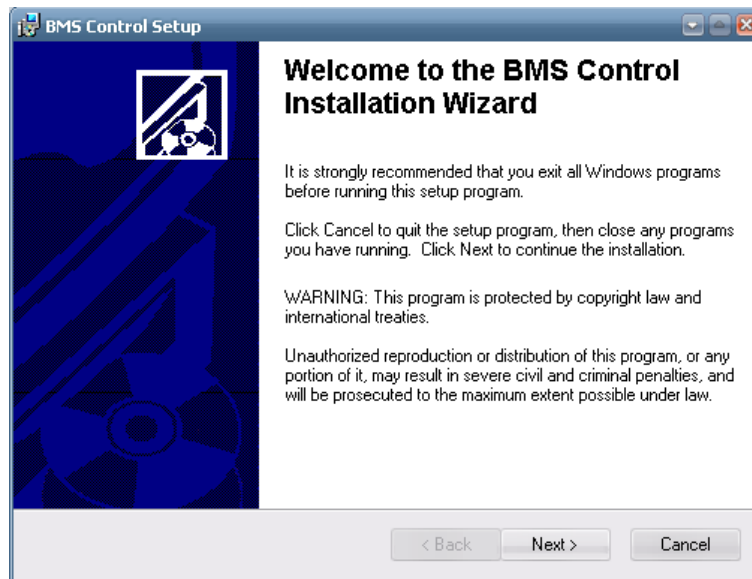 BMS Control Setup
Welcome to the BMS Control
Installation Wizard
It is strongly recommended that you exit all Windows programs
before running this setup program.
Click Cancel to quit the setup program, then close any programs
you have running. Click Next to continue the installation.
WARNING: This program is protected by copyright law and
international treaties.
Unauthorized reproduction or distribution of this program, or any
portion of it, may result in severe civil and criminal penalties, and
will be prosecuted to the maximum extent possible under law.
< Back Next > Cancel